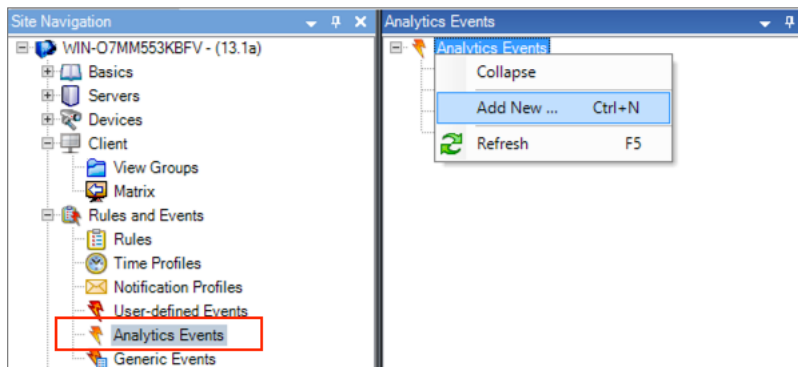 Site Navigation
WIN-O7MM553KBFV - (13.1a)
Basics
Servers
Devices
Client
View Groups
Matrix
Rules and Events
Rules
Time Profiles
Notification Profiles
User-defined Events
Analytics Events
Generic Events
Analytics Events
Analytics Events
Collapse
Add New ... Ctrl+N
Refresh F5